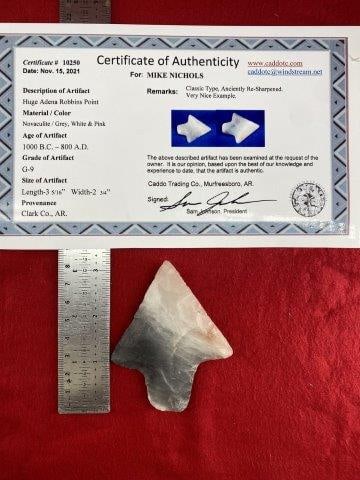 Certificate # 10250
Date: Nov. 15, 2021
Certificate of Authenticity
For: MIKE NICHOLS
www.caddotc.com
caddotc@windstream.net
Description of Artifact
Huge Adena Robbins Point
Material / Color
Novaculite / Grey, White & Pink
Age of Artifact
1000 B.C. – 800 A.D.
Grade of Artifact
G-9
Size of Artifact
Length-3 5/16" Width-2 3/4"
Provenance
Clark Co., AR.
Remarks: Classic Type, Anciently Re-Sharpened.
Very Nice Example.
The above described artifact has been examined at the request of the
owner. It is our opinion, based upon the best of our knowledge and
experience to date, that the artifact is authentic.
Caddo Trading Co., Murfreesboro, AR.
Signed:
Sam Johnson, President